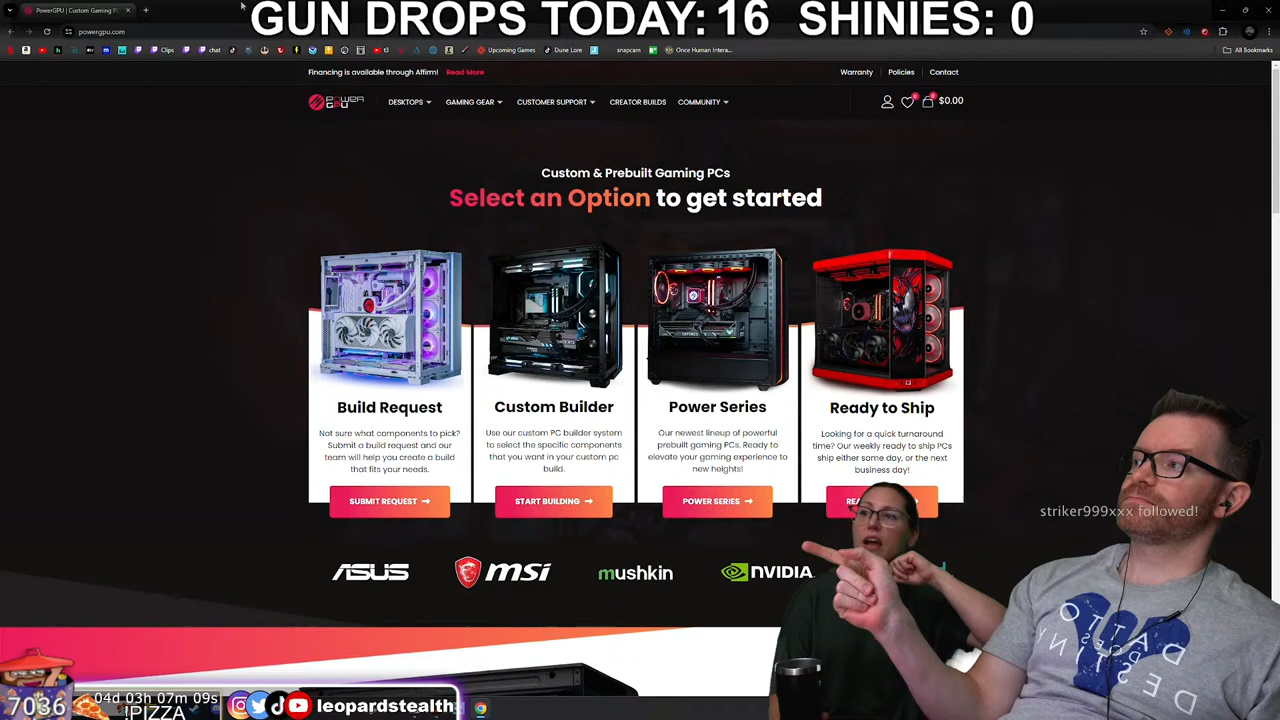 GUN DROPS TODAY: 16 SHINIES: 0
PowerGPU | Custom Gaming P
powergpu.com
Clips
chat
t3
Upcoming Games
Dune Lore
snapcam
Once Human Intera...
All Bookmarks
Financing is available through Affirm! Read More
Warranty
Policies
Contact
POWER GPU
DESKTOPS
GAMING GEAR
CUSTOMER SUPPORT
CREATOR BUILDS
COMMUNITY
0
0
$0.00
Custom & Prebuilt Gaming PCs
Select an Option to get started
Build Request
Not sure what components to pick?
Submit a build request and our
team will help you create a build
that fits your needs.
SUBMIT REQUEST
Custom Builder
Use our custom PC builder system
to select the specific components
that you want in your custom pc
build.
START BUILDING
Power Series
Our newest lineup of powerful
prebuilt gaming PCs. Ready to
elevate your gaming experience to
new heights!
POWER SERIES
Ready to Ship
Looking for a quick turnaround
time? Our weekly ready to ship PCs
ship either same day, or the next
business day!
striker999xxx followed!
ASUS
msi
mushkin
NVIDIA
DATTO
DESTINY
7036
04d 03h 07m 09s
!PIZZA
leopardstealth